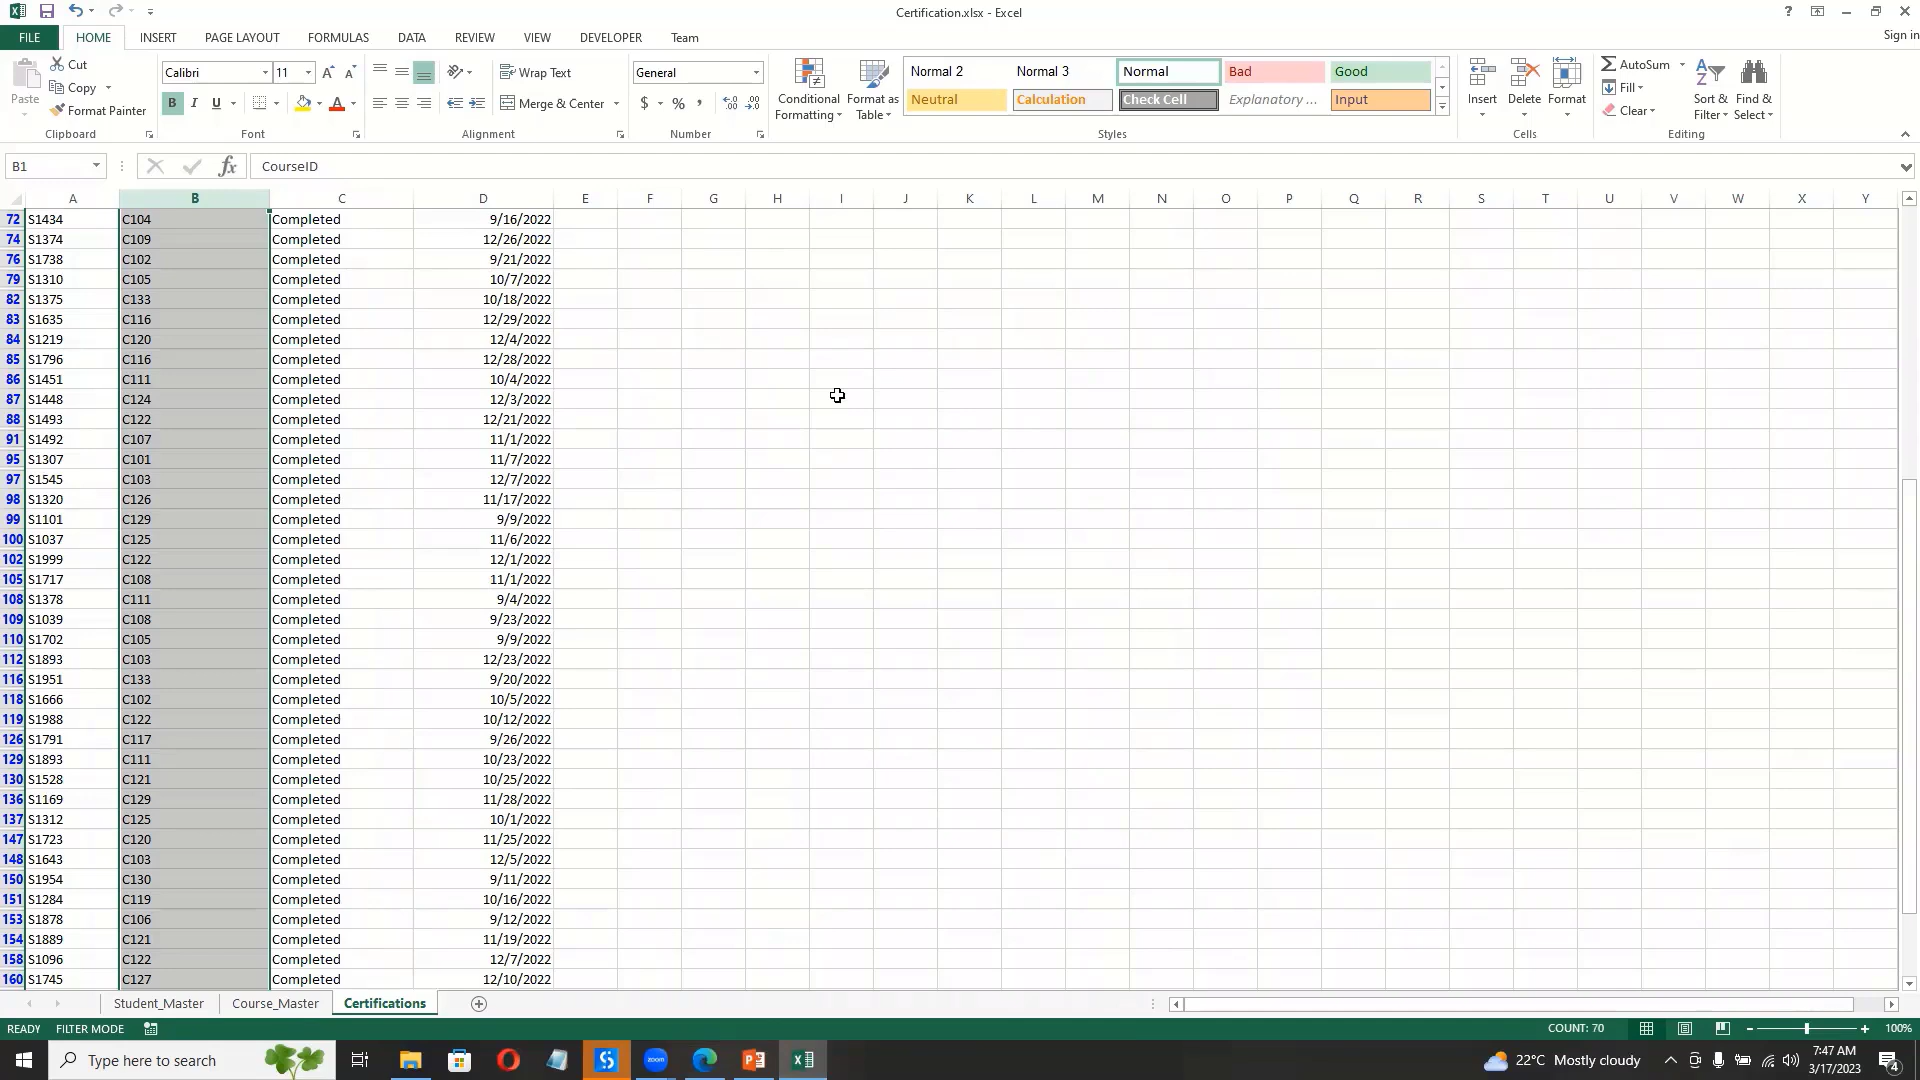 Certification.xlsx - Excel
? Sign in
FILE HOME INSERT PAGE LAYOUT FORMULAS DATA REVIEW VIEW DEVELOPER Team
Paste Cut Copy Format Painter Clipboard
Calibri 11 B I U Font
Wrap Text Merge & Center Alignment
General $ % Number
Conditional Formatting Format as Table
Normal 2 Normal 3 Normal Bad Good
Neutral Calculation Check Cell Explanatory ... Input
Styles
Insert Delete Format Cells
AutoSum Fill Clear Sort & Filter Find & Select Editing
B1 fx CourseID
A B C D E F G H I J K L M N O P Q R S T U V W X Y
72 S1434 C104 Completed 9/16/2022
74 S1374 C109 Completed 12/26/2022
76 S1738 C102 Completed 9/21/2022
79 S1310 C105 Completed 10/7/2022
82 S1375 C133 Completed 10/18/2022
83 S1635 C116 Completed 12/29/2022
84 S1219 C120 Completed 12/4/2022
85 S1796 C116 Completed 12/28/2022
86 S1451 C111 Completed 10/4/2022
87 S1448 C124 Completed 12/3/2022
88 S1493 C122 Completed 12/21/2022
91 S1492 C107 Completed 11/1/2022
95 S1307 C101 Completed 11/7/2022
97 S1545 C103 Completed 12/7/2022
98 S1320 C126 Completed 11/17/2022
99 S1101 C129 Completed 9/9/2022
100 S1037 C125 Completed 11/6/2022
102 S1999 C122 Completed 12/1/2022
105 S1717 C108 Completed 11/1/2022
108 S1378 C111 Completed 9/4/2022
109 S1039 C108 Completed 9/23/2022
110 S1702 C105 Completed 9/9/2022
112 S1893 C103 Completed 12/23/2022
116 S1951 C133 Completed 9/20/2022
118 S1666 C102 Completed 10/5/2022
119 S1988 C122 Completed 10/12/2022
126 S1791 C117 Completed 9/26/2022
129 S1893 C111 Completed 10/23/2022
130 S1528 C121 Completed 10/25/2022
136 S1169 C129 Completed 11/28/2022
137 S1312 C125 Completed 10/1/2022
147 S1723 C120 Completed 11/25/2022
148 S1643 C103 Completed 12/5/2022
150 S1954 C130 Completed 9/11/2022
151 S1284 C119 Completed 10/16/2022
153 S1878 C106 Completed 9/12/2022
154 S1889 C121 Completed 11/19/2022
158 S1096 C122 Completed 12/7/2022
160 S1745 C127 Completed 12/10/2022
Student_Master Course_Master Certifications
READY FILTER MODE COUNT: 70 100%
Type here to search zoom 22°C Mostly cloudy 7:47 AM
3/17/2023 4